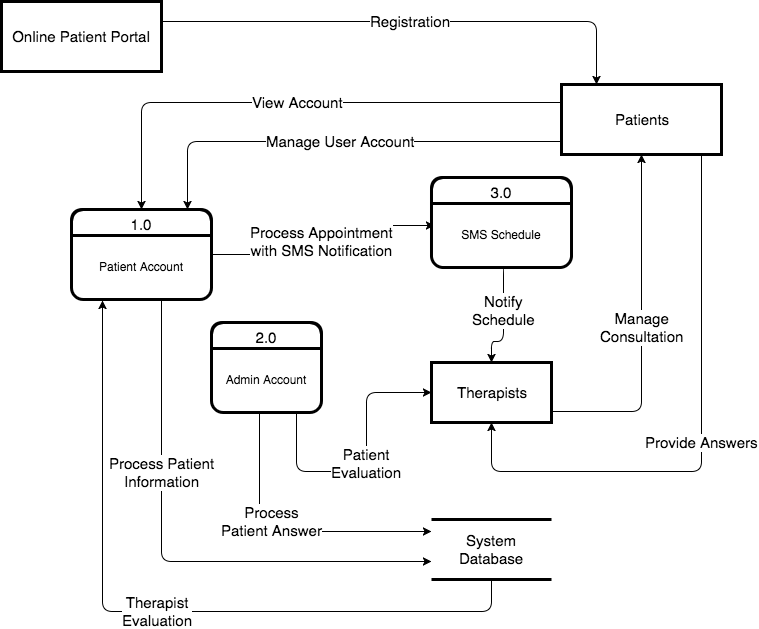 Registration
Online Patient Portal
View Account
Patients
Manage User Account
3.0
1.0
Process Appointment
with SMS Notification
SMS Schedule
Patient Account
Notify
Schedule
Manage
Consultation
2.0
Admin Account
Therapists
Provide Answers
Patient
Evaluation
Process Patient
Information
Process
Patient Answer
System
Database
Therapist
Evaluation